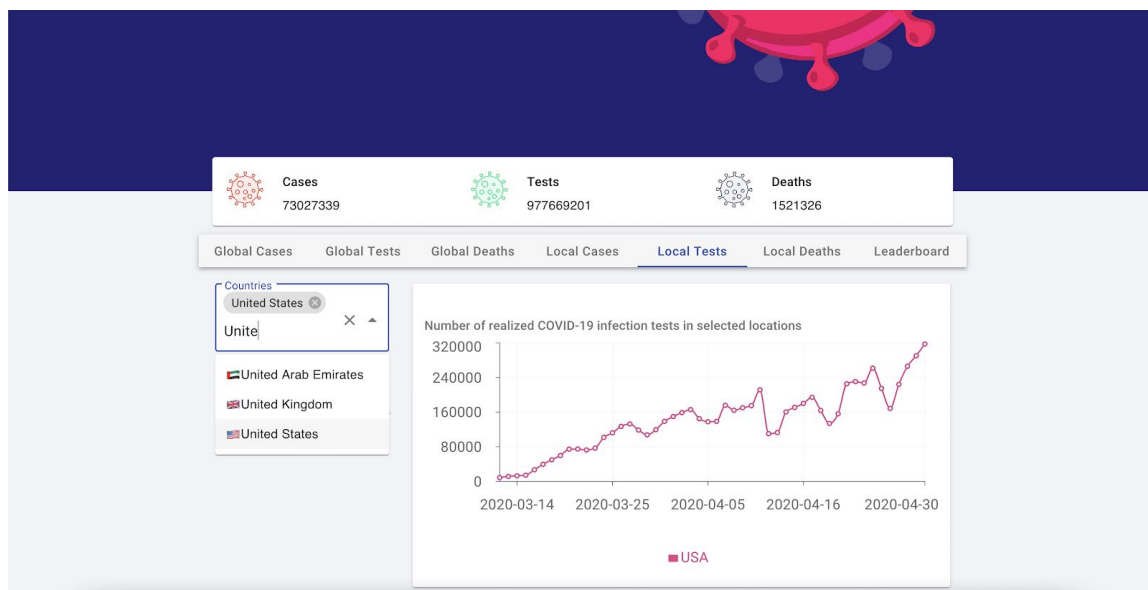 Cases
73027339
Tests
977669201
Deaths
1521326
Global Cases
Global Tests
Global Deaths
Local Cases
Local Tests
Local Deaths
Leaderboard
Countries
United States
Unite
United Arab Emirates
United Kingdom
United States
Number of realized COVID-19 infection tests in selected locations
320000
240000
160000
80000
0
2020-03-14 2020-03-25 2020-04-05 2020-04-16 2020-04-30
USA